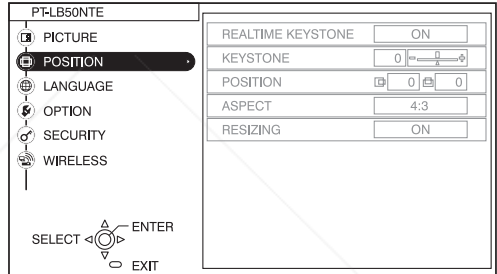 PT-LB50NTE
PICTURE
POSITION
LANGUAGE
OPTION
SECURITY
WIRELESS
SELECT
ENTER
EXIT
REALTIME KEYSTONE ON
KEYSTONE 0
POSITION 0 0
ASPECT 4:3
RESIZING ON